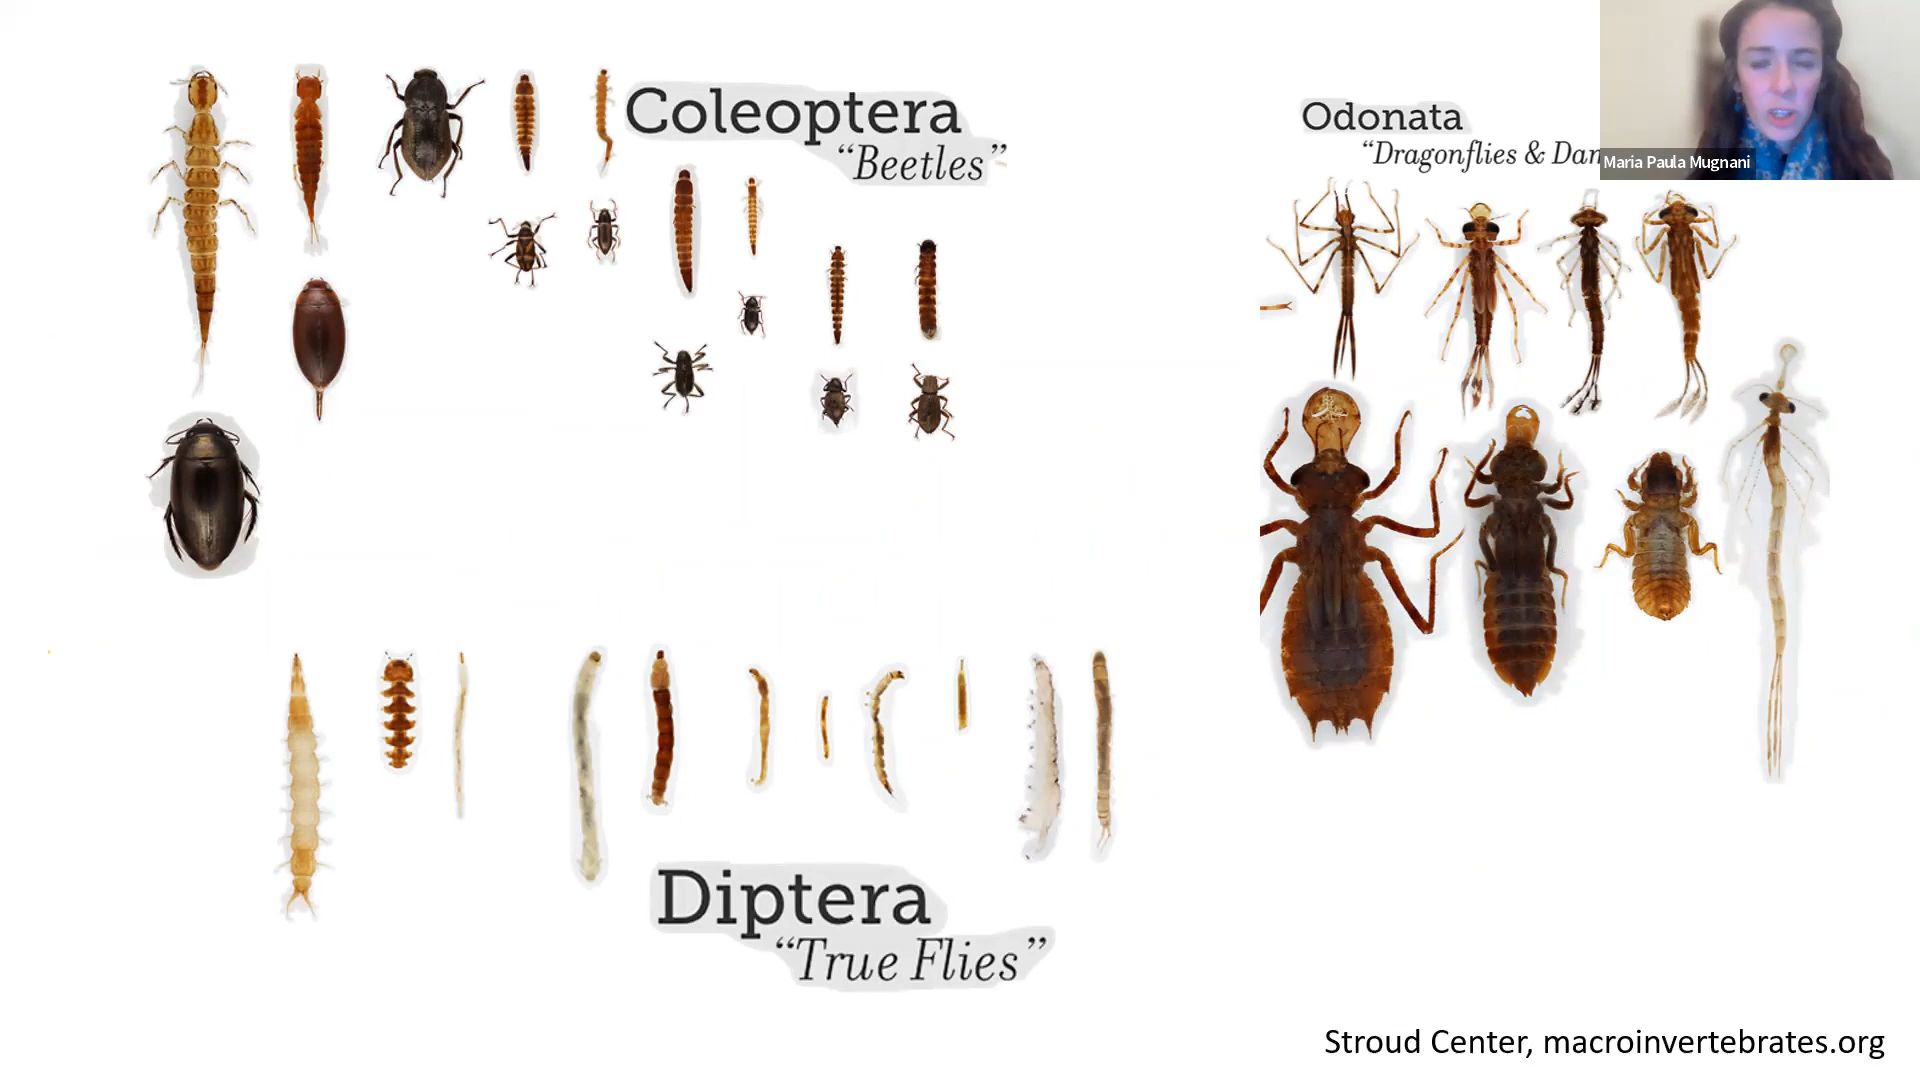 Coleoptera
“Beetles”
Odonata
“Dragonflies & Dam
Maria Paula Mugnani
Diptera
“True Flies”
Stroud Center, macroinvertebrates.org